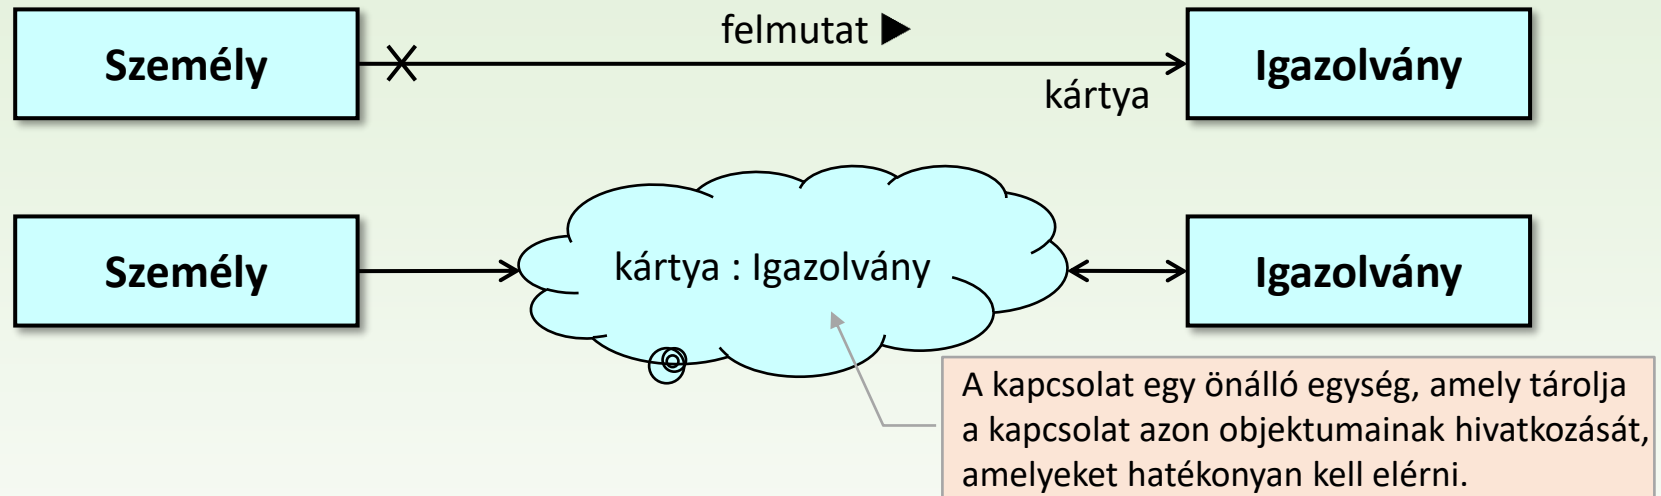 Személy
felmutat ▶
kártya
Igazolvány
Személy
kártya : Igazolvány
Igazolvány
A kapcsolat egy önálló egység, amely tárolja
a kapcsolat azon objektumainak hivatkozását,
amelyeket hatékonyan kell elérni.